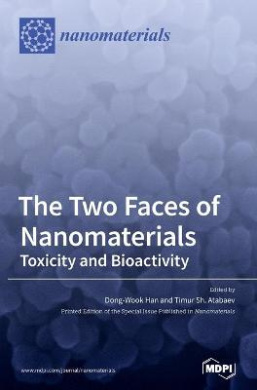 nanomaterials
The Two Faces of
Nanomaterials
Toxicity and Bioactivity
Edited by
Dong-Wook Han and Timur Sh. Atabaev
Printed Edition of the Special Issue Published in Nanomaterials
www.mdpi.com/journal/nanomaterials
MDPI